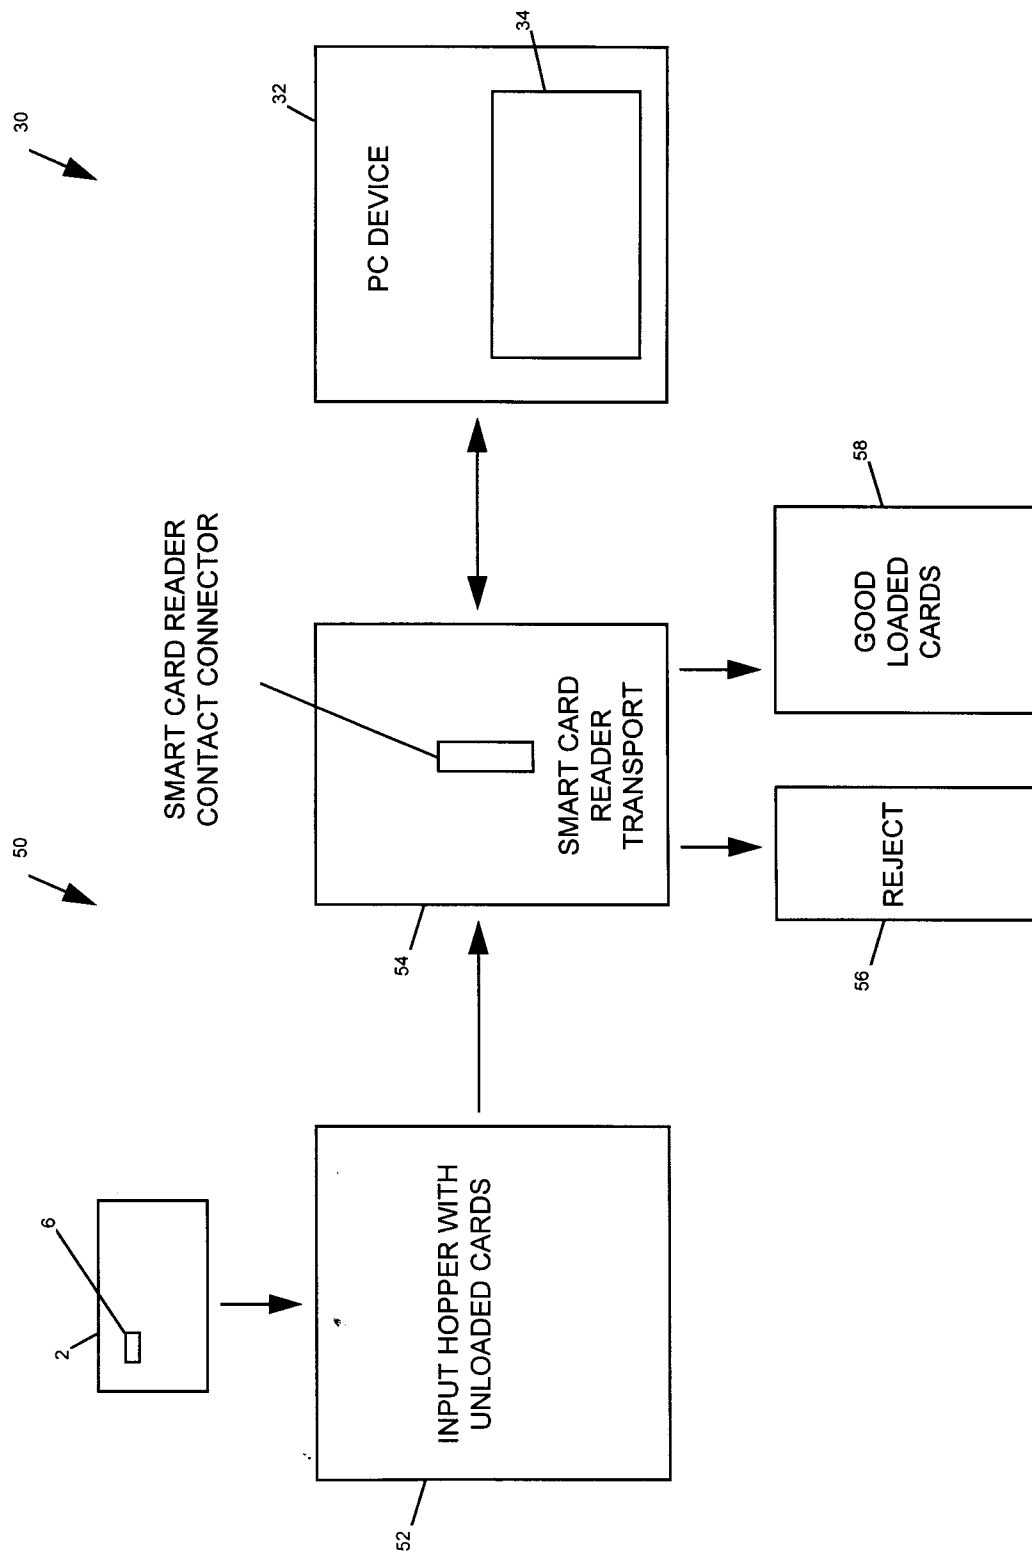 50
30
2
6
SMART CARD READER
CONTACT CONNECTOR
32
34
PC DEVICE
INPUT HOPPER WITH
UNLOADED CARDS
52
54
SMART CARD
READER
TRANSPORT
REJECT
56
GOOD
LOADED
CARDS
58